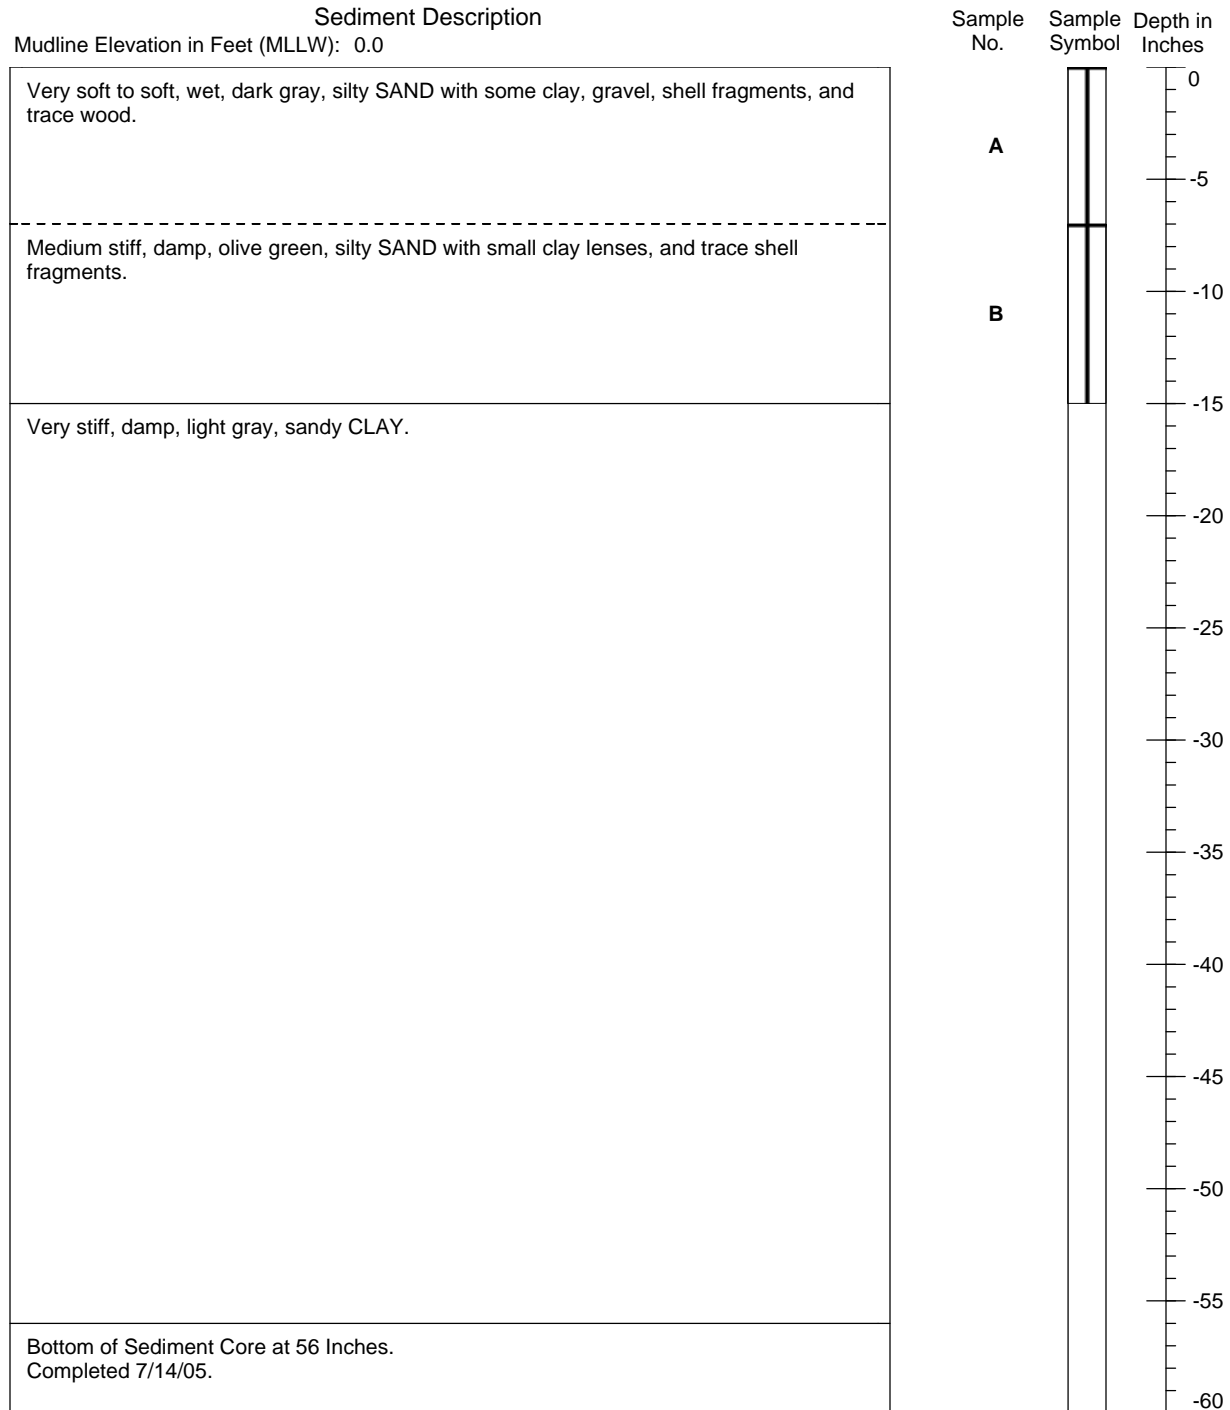 Sediment Description
Mudline Elevation in Feet (MLLW): 0.0
Sample No.
Sample Symbol
Depth in Inches
Very soft to soft, wet, dark gray, silty SAND with some clay, gravel, shell fragments, and
trace wood.
A
Medium stiff, damp, olive green, silty SAND with small clay lenses, and trace shell
fragments.
B
Very stiff, damp, light gray, sandy CLAY.
Bottom of Sediment Core at 56 Inches.
Completed 7/14/05.
0
-5
-10
-15
-20
-25
-30
-35
-40
-45
-50
-55
-60